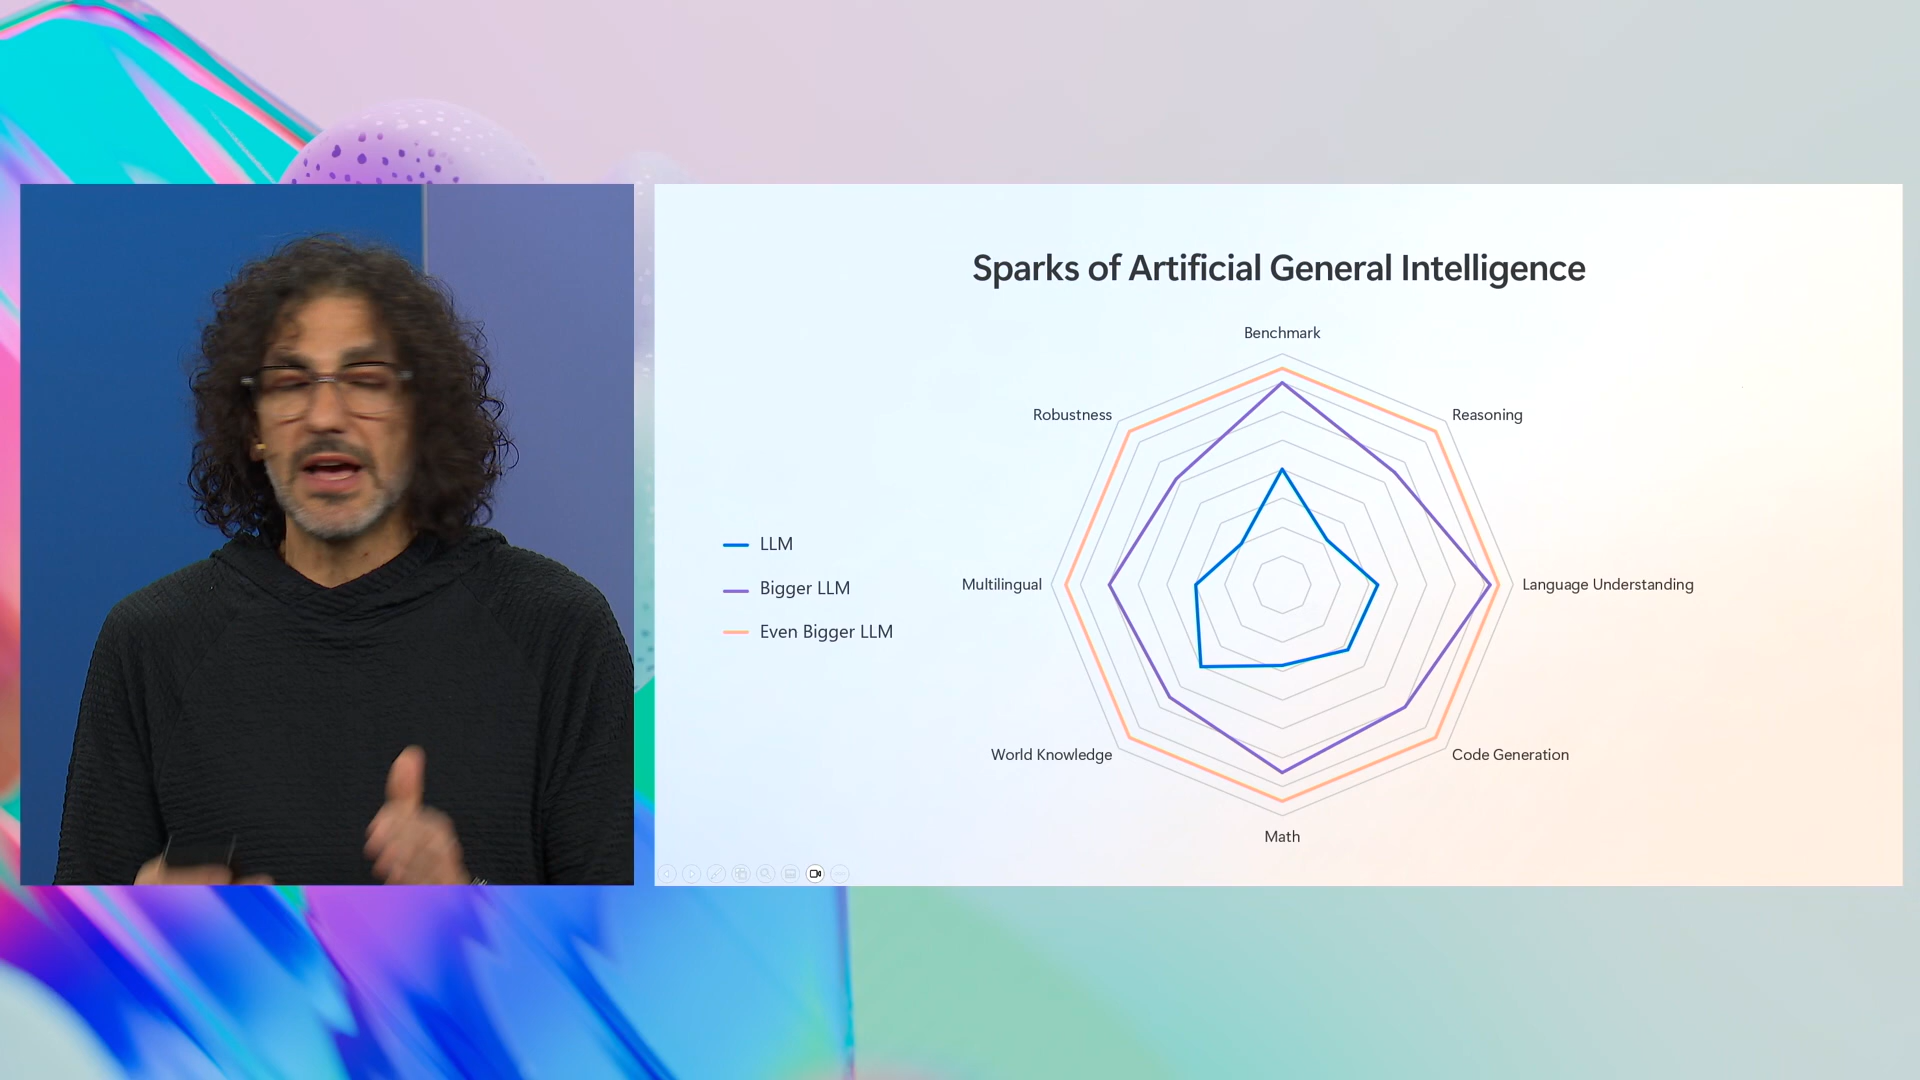 Sparks of Artificial General Intelligence
Benchmark
Robustness
Reasoning
LLM
Bigger LLM
Even Bigger LLM
Multilingual
Language Understanding
World Knowledge
Code Generation
Math